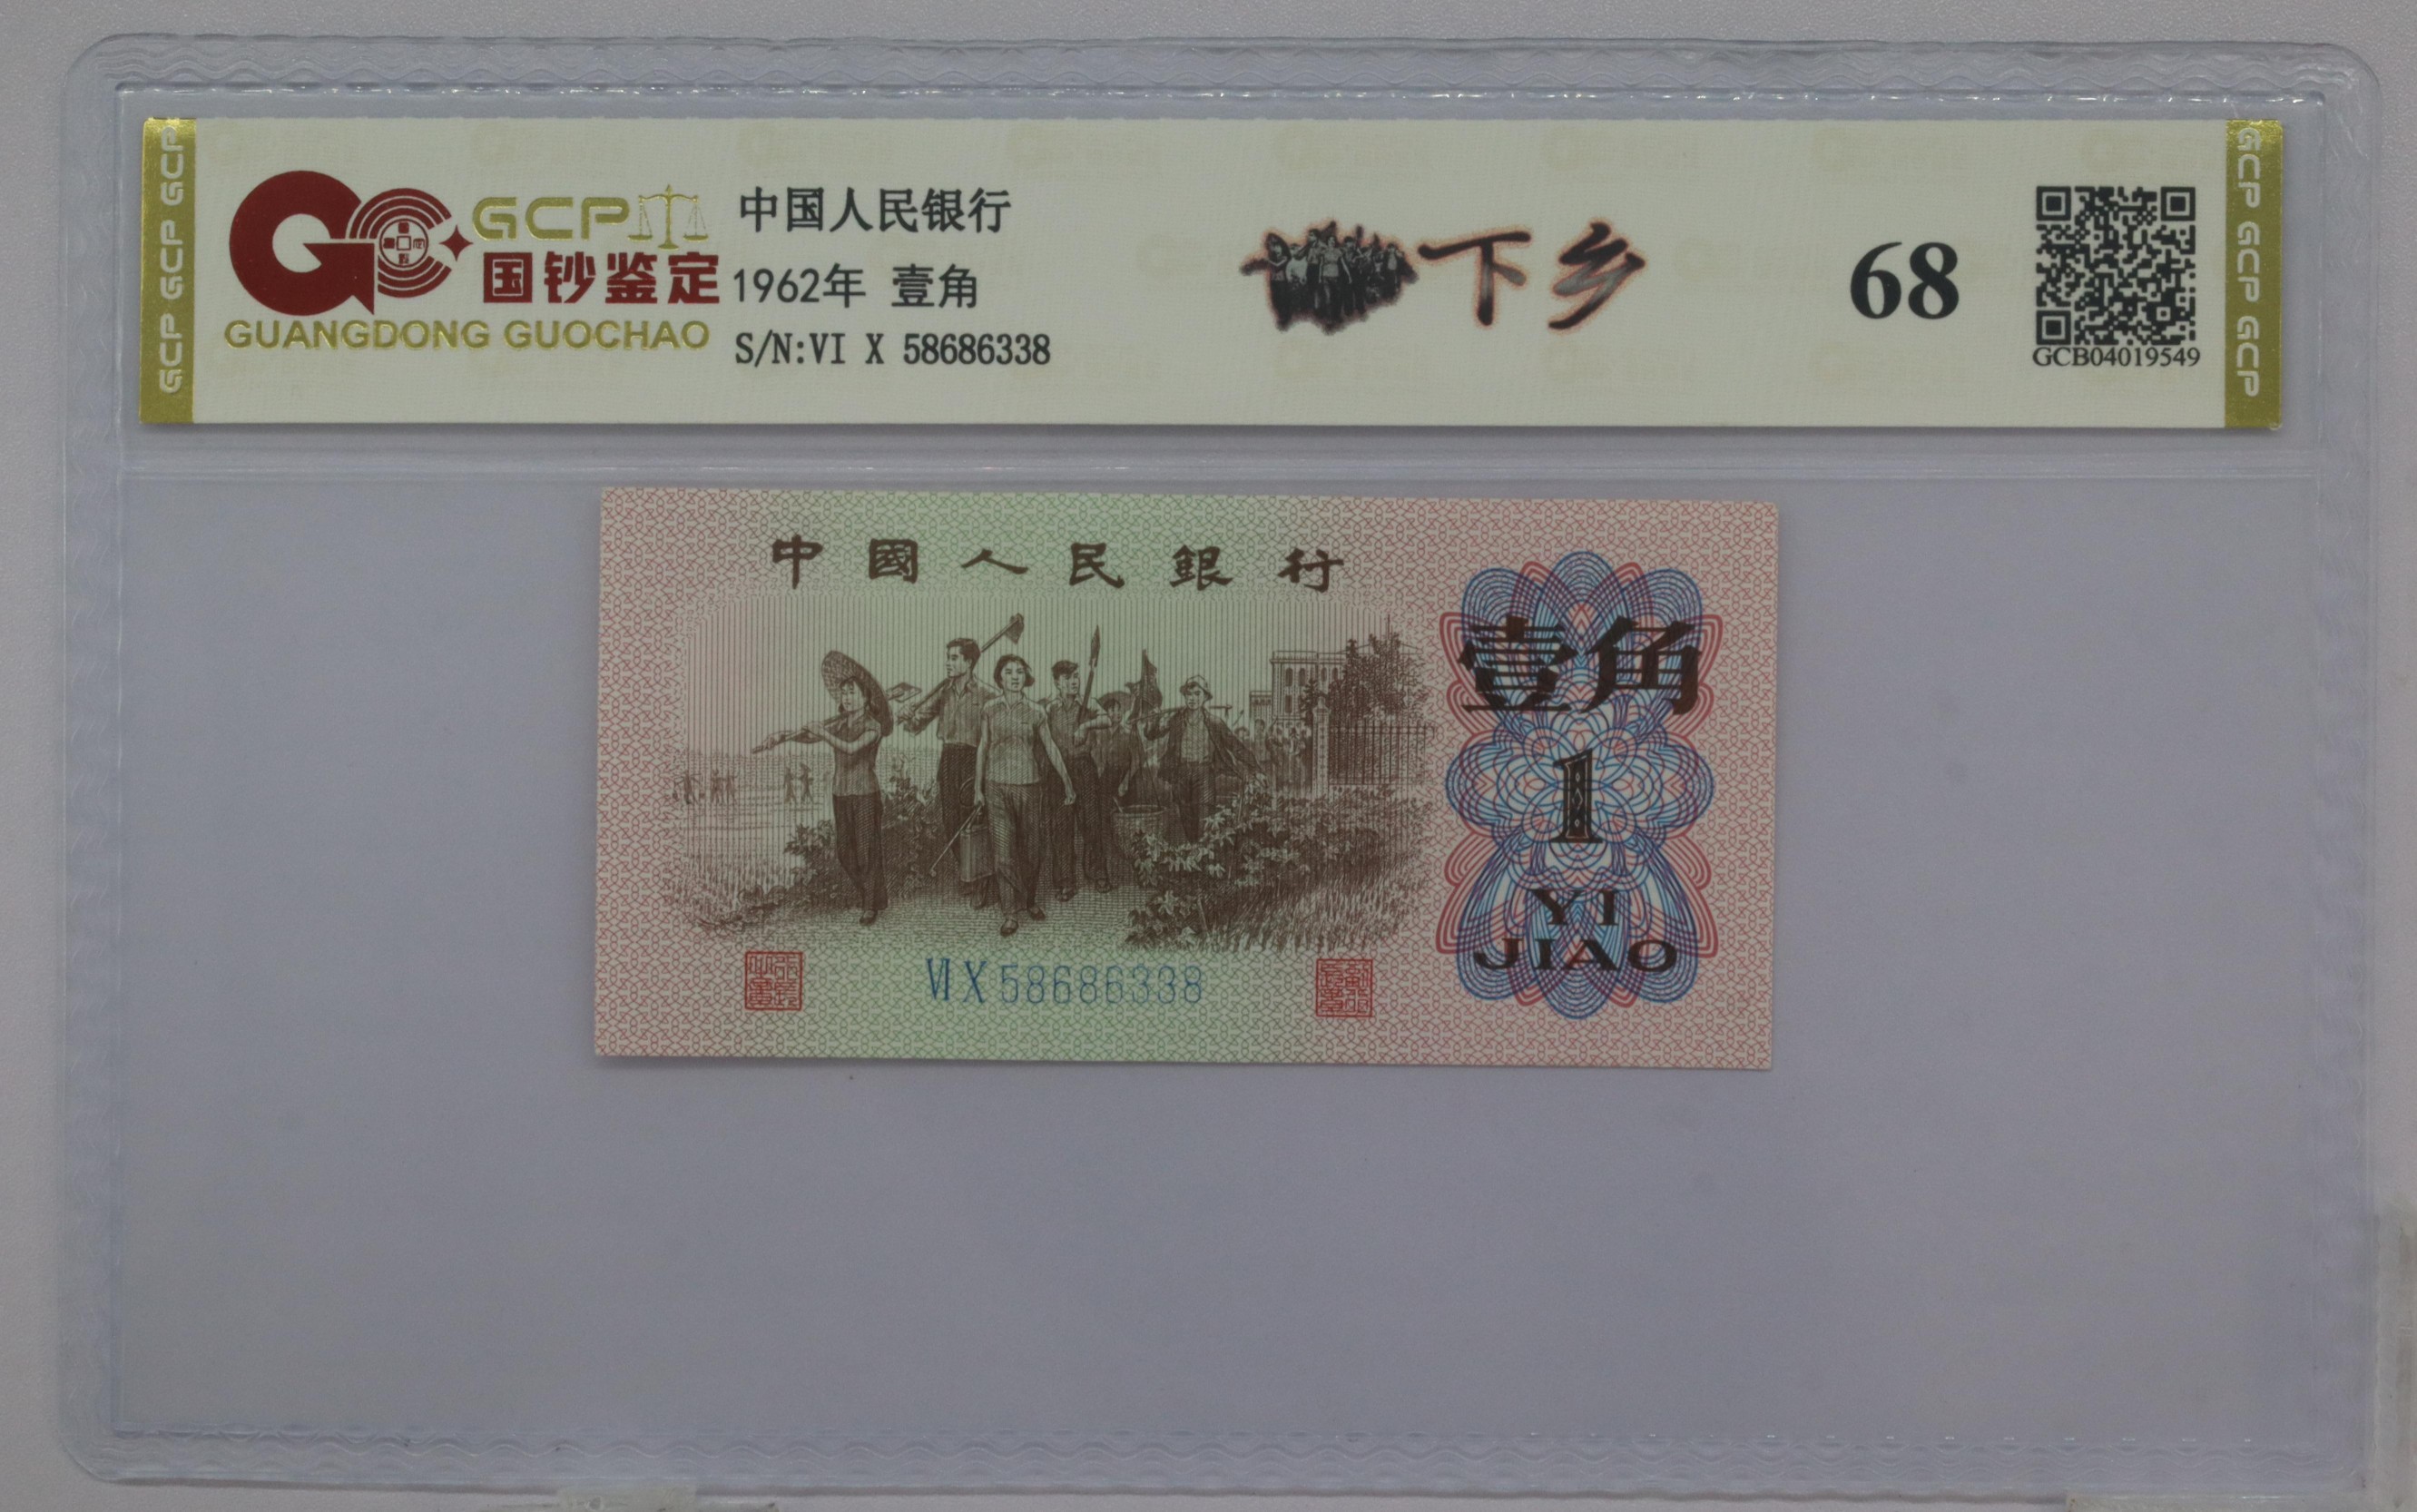 GCP GCP GCP
GCP
国钞鉴定
GUANGDONG GUOCHAO
中国人民银行
1962年 壹角
S/N:VI X 58686338
下乡
68
GCB04019549
GCP GCP GCP
中國人民銀行
壹角
1
YI
JIAO
VI X 58686338